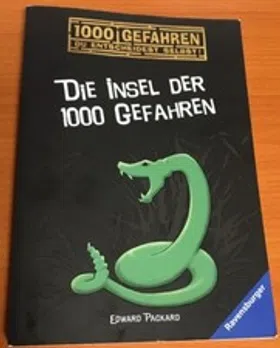 1000 GEFAHREN
DU ENTSCHEIDEST SELBST!
DIE INSEL DER
1000 GEFAHREN
Ravensburger
EDWARD PACKARD